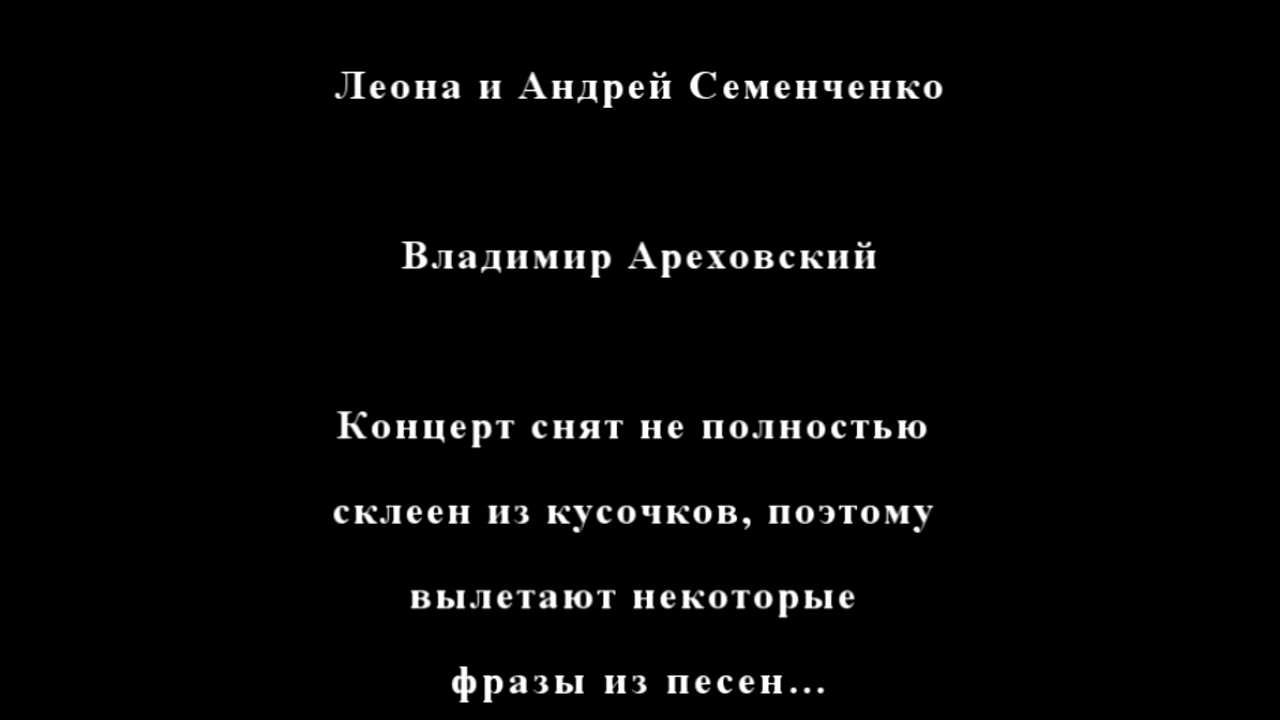 Леона и Андрей Семенченко
Владимир Ареховский
Концерт снят не полностью
склеен из кусочков, поэтому
вылетают некоторые
фразы из песен...